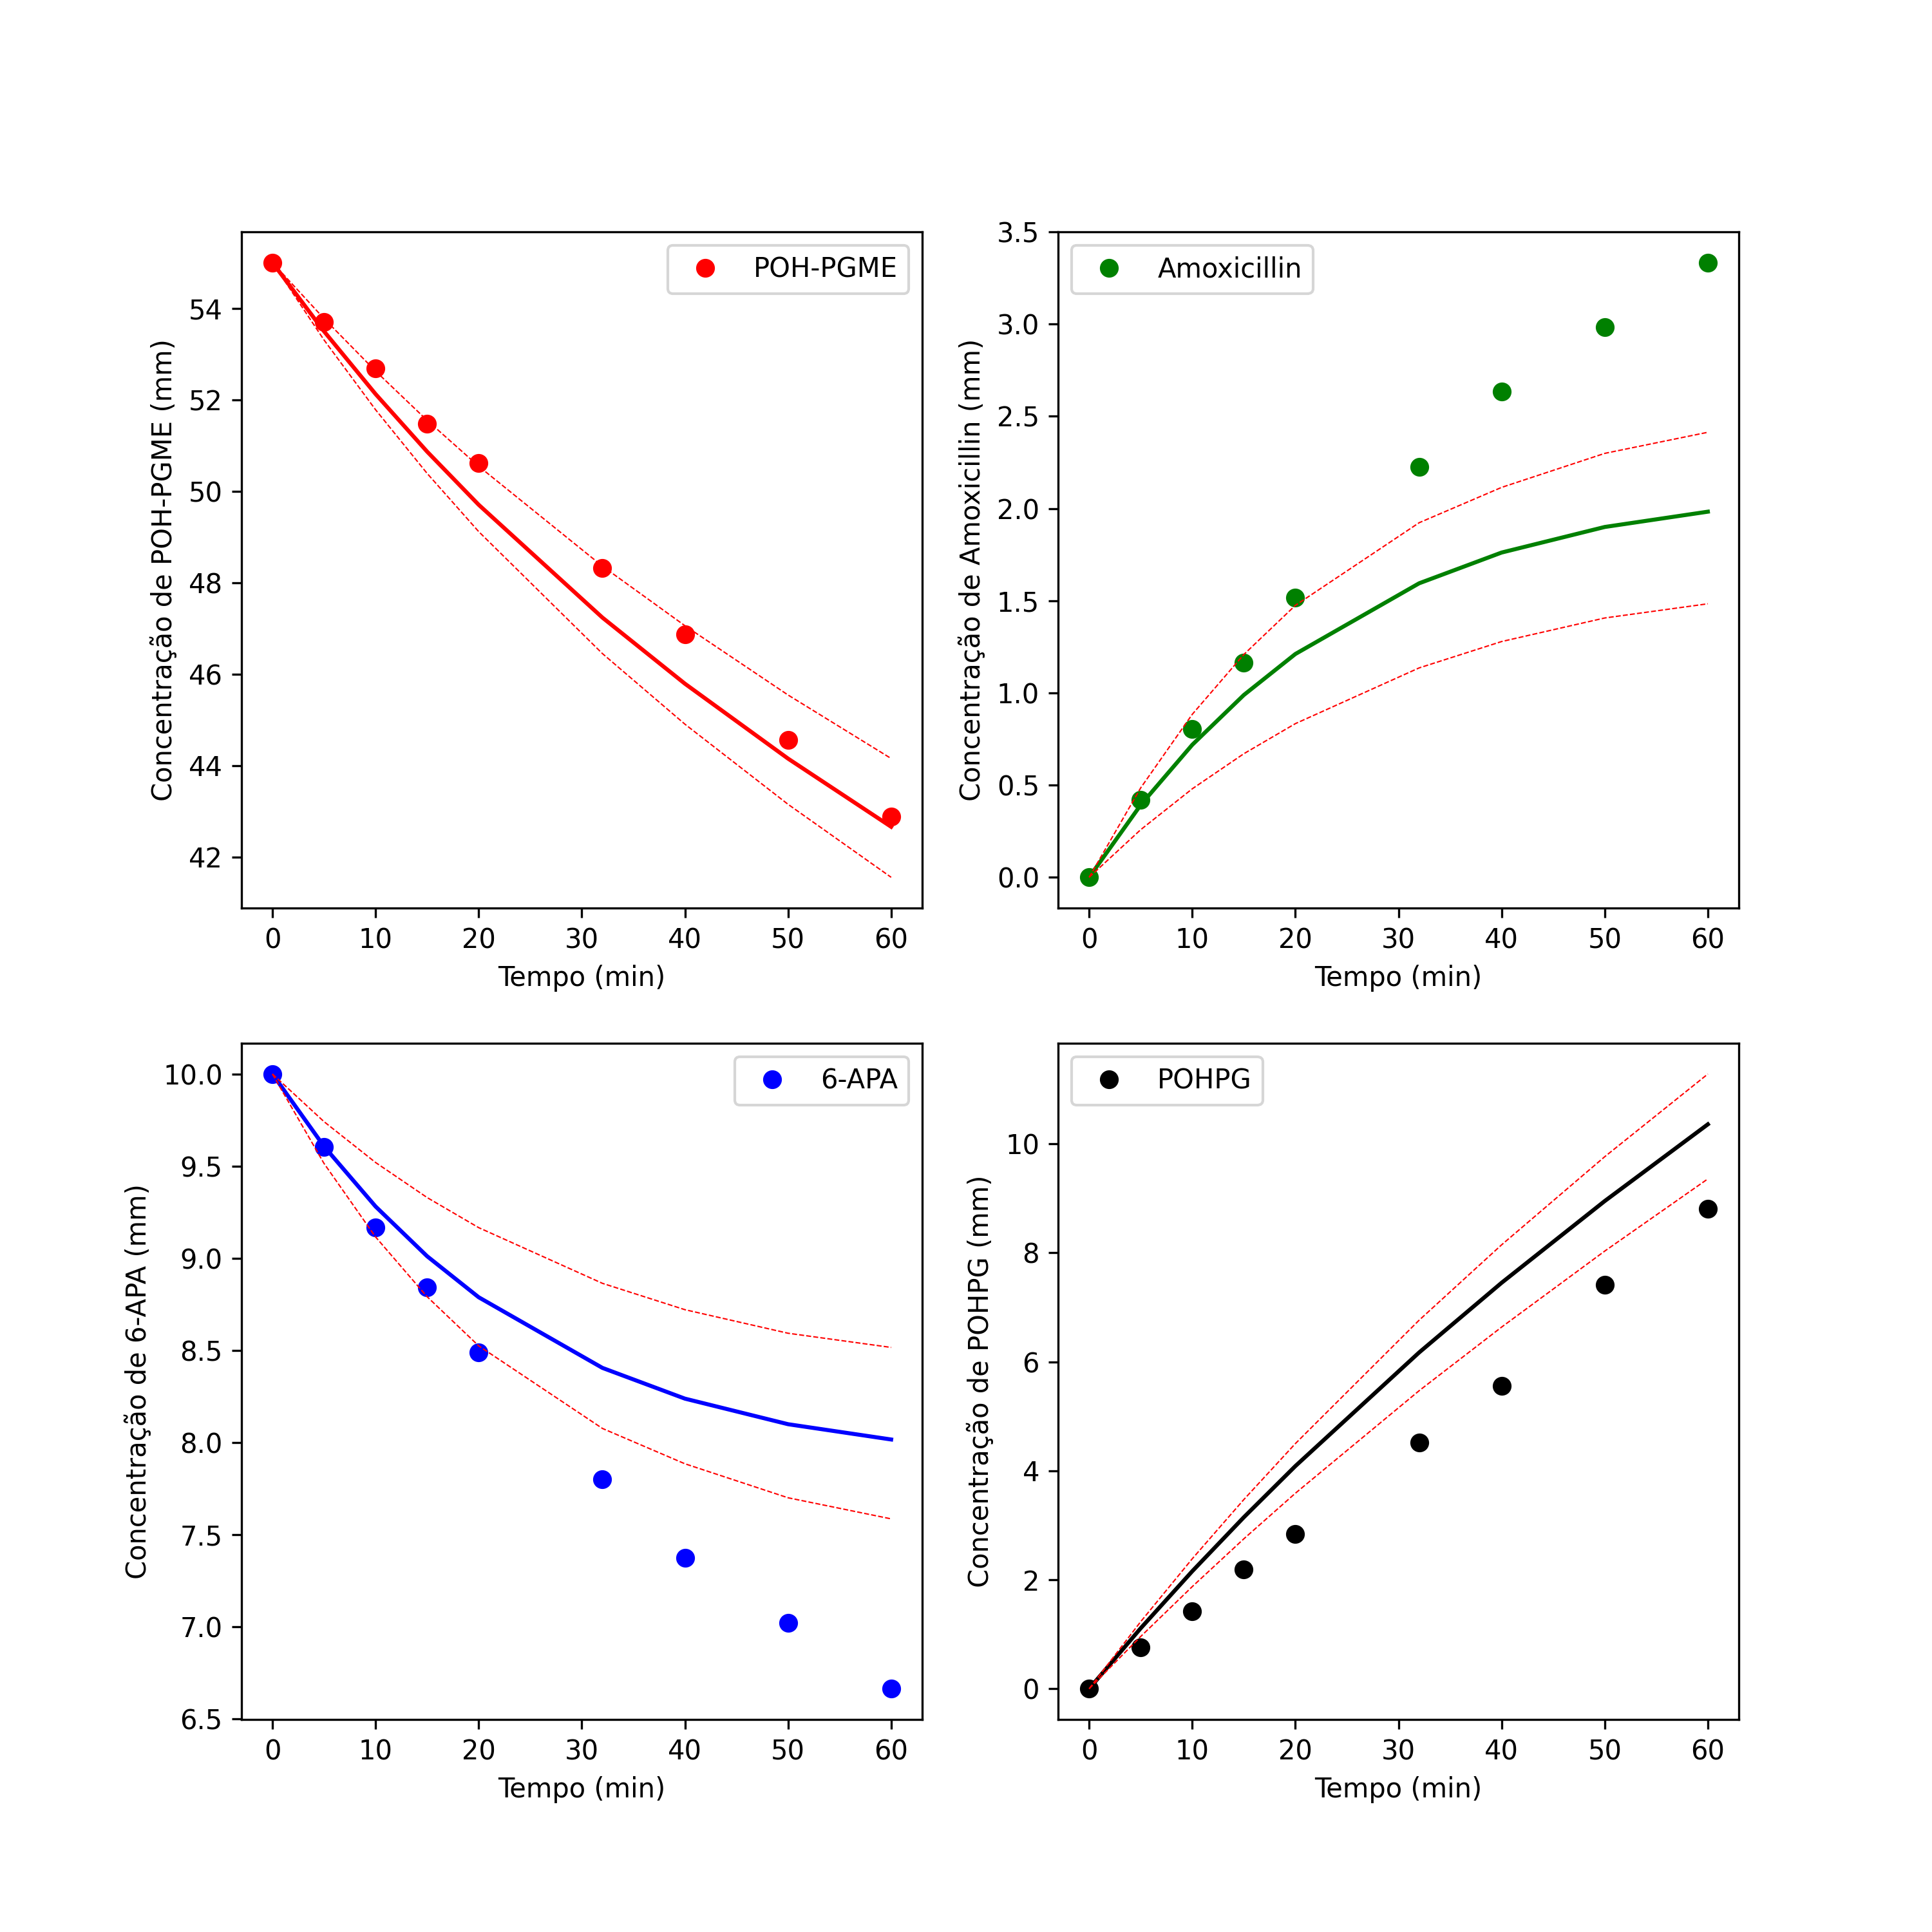 POH-PGME
Concentração de POH-PGME (mm)
54
52
50
48
46
44
42
0 10 20 30 40 50 60
Tempo (min)
Amoxicillin
Concentração de Amoxicillin (mm)
3.5
3.0
2.5
2.0
1.5
1.0
0.5
0.0
0 10 20 30 40 50 60
Tempo (min)
6-APA
Concentração de 6-APA (mm)
10.0
9.5
9.0
8.5
8.0
7.5
7.0
6.5
0 10 20 30 40 50 60
Tempo (min)
POHPG
Concentração de POHPG (mm)
10
8
6
4
2
0
0 10 20 30 40 50 60
Tempo (min)